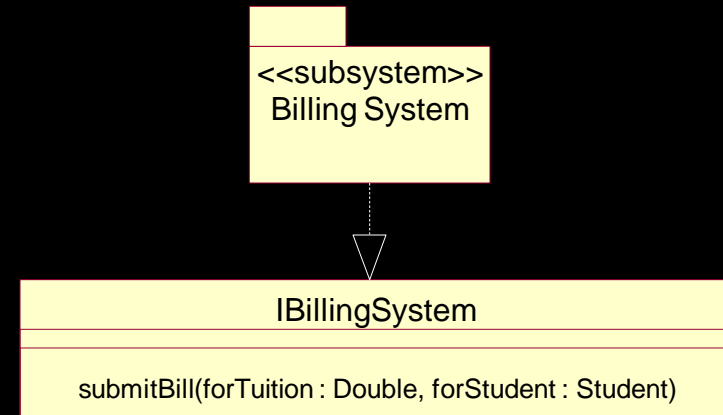 <<subsystem>>
Billing System
IBillingSystem
submitBill(forTuition : Double, forStudent : Student)